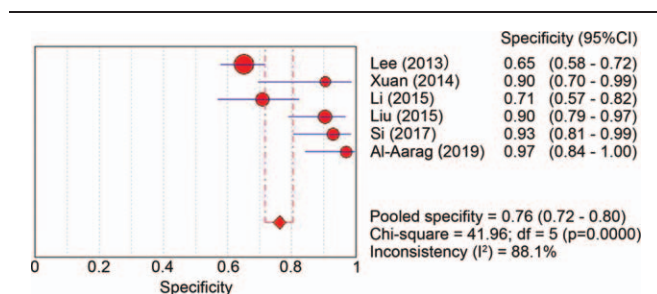 Specificity (95%CI)
Lee (2013) 0.65 (0.58 - 0.72)
Xuan (2014) 0.90 (0.70 - 0.99)
Li (2015) 0.71 (0.57 - 0.82)
Liu (2015) 0.90 (0.79 - 0.97)
Si (2017) 0.93 (0.81 - 0.99)
Al-Aarag (2019) 0.97 (0.84 - 1.00)
Pooled specifity = 0.76 (0.72 - 0.80)
Chi-square = 41.96; df = 5 (p=0.0000)
Inconsistency (I²) = 88.1%
0 0.2 0.4 0.6 0.8 1
Specificity